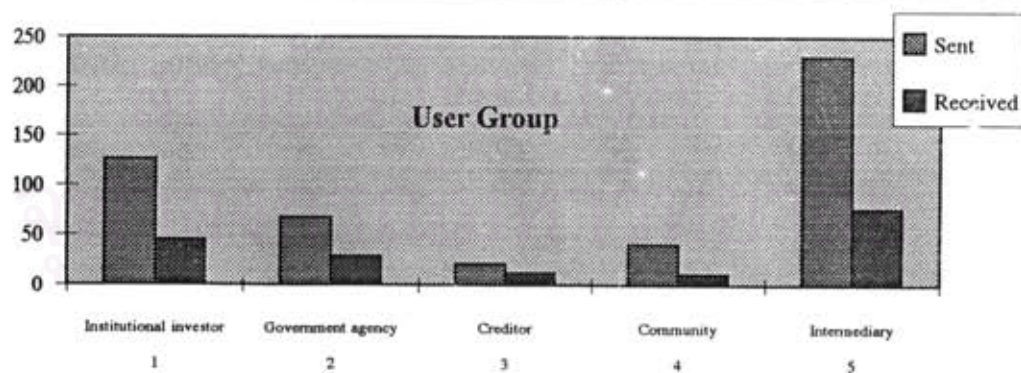 250
200
150
100
50
0
User Group
Sent
Received
Institutional investor
Government agency
Creditor
Community
Intermediary
1
2
3
4
5